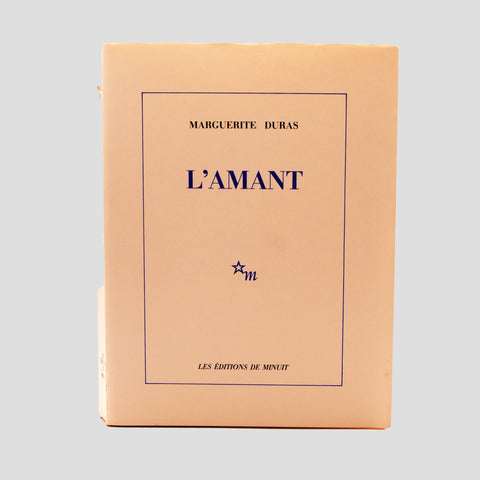 MARGUERITE DURAS
L’AMANT
m
LES ÉDITIONS DE MINUIT